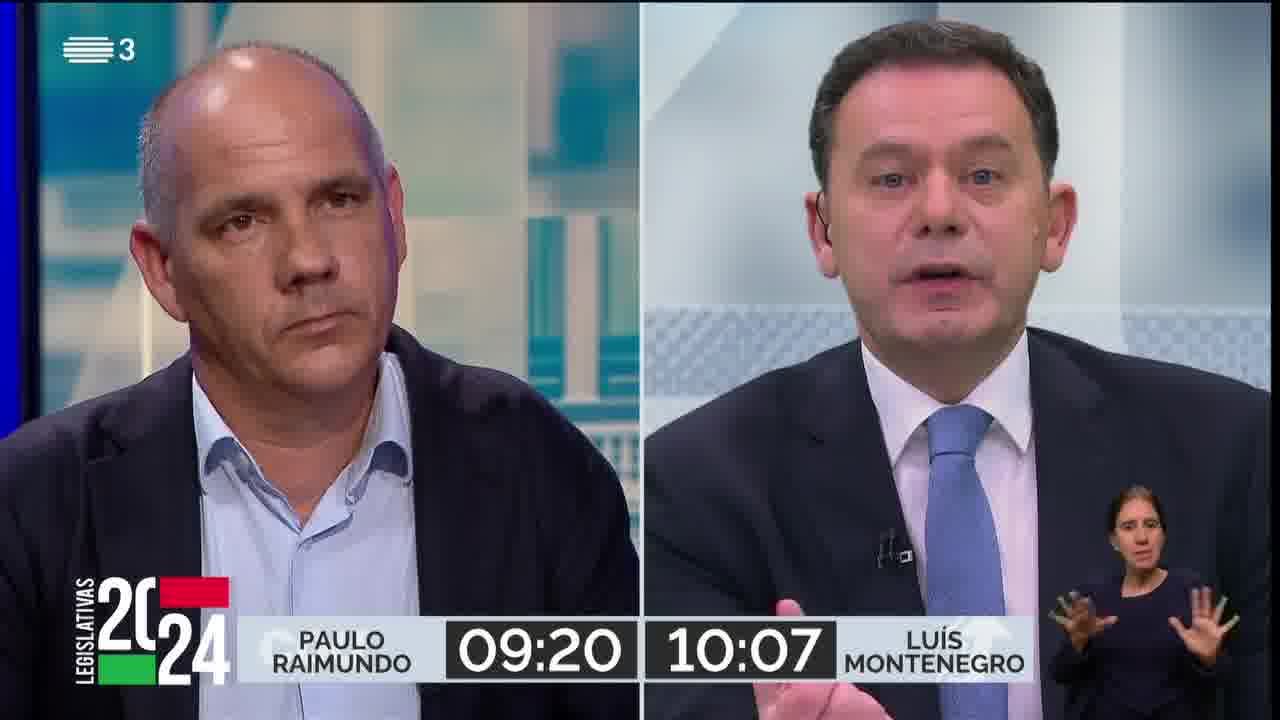 3
LEGISLATIVAS
2024
PAULO
RAIMUNDO
09:20
10:07
LUÍS
MONTENEGRO